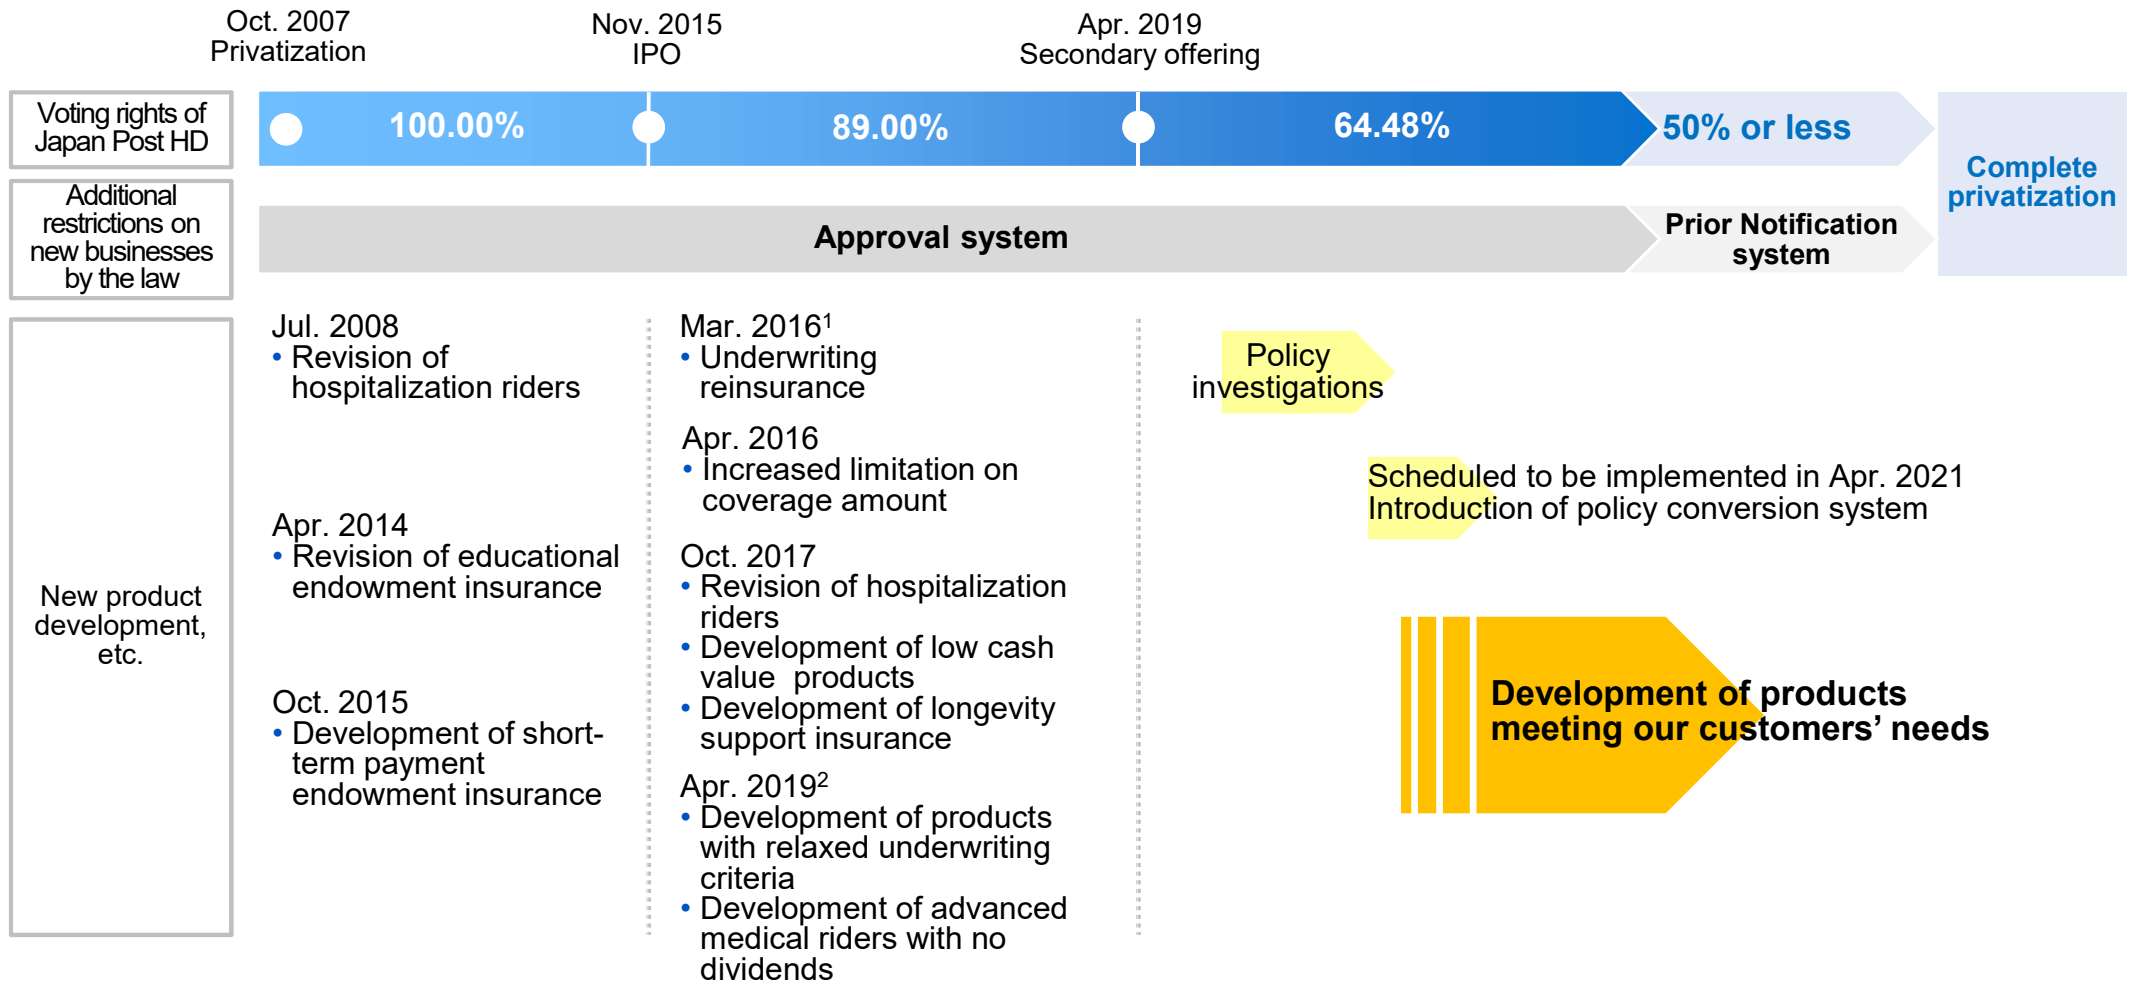 Oct. 2007
Privatization
Nov. 2015
IPO
Apr. 2019
Secondary offering
Voting rights of
Japan Post HD
100.00%
89.00%
64.48%
50% or less
Complete
privatization
Additional
restrictions on
new businesses
by the law
Approval system
Prior Notification
system
New product
development,
etc.
Jul. 2008
• Revision of
hospitalization riders
Apr. 2014
• Revision of educational
endowment insurance
Oct. 2015
• Development of short-
term payment
endowment insurance
Mar. 2016¹
• Underwriting
reinsurance
Apr. 2016
• Increased limitation on
coverage amount
Oct. 2017
• Revision of hospitalization
riders
• Development of low cash
value  products
• Development of longevity
support insurance
Apr. 2019²
• Development of products
with relaxed underwriting
criteria
• Development of advanced
medical riders with no
dividends
Policy
investigations
Scheduled to be implemented in Apr. 2021
Introduction of policy conversion system
Development of products
meeting our customers’ needs